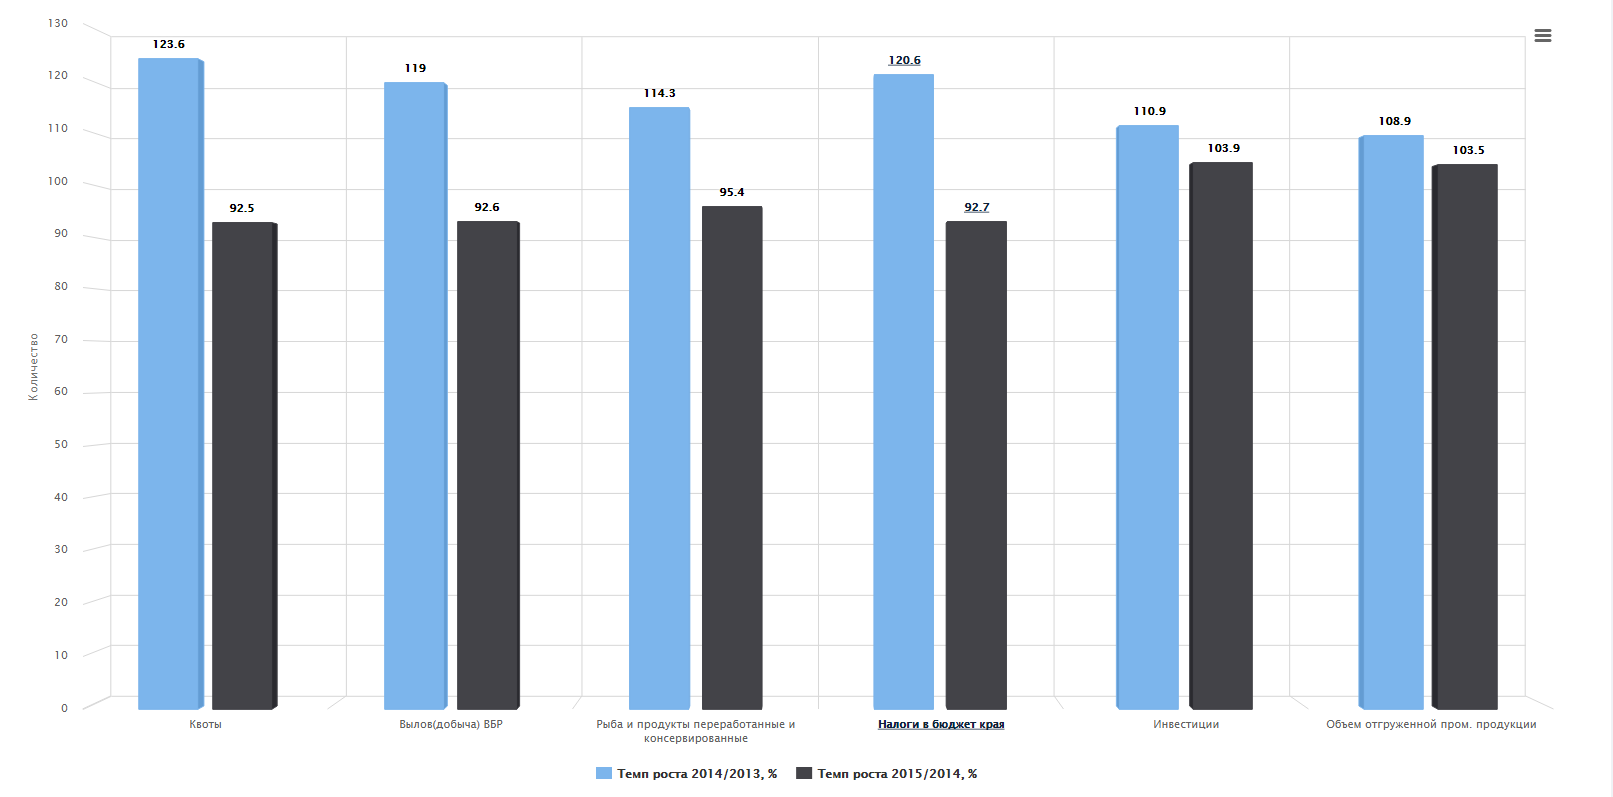 130
120
110
100
90
80
70
60
50
40
30
20
10
0
Количество
123.6
92.5
119
92.6
114.3
95.4
120.6
92.7
110.9
103.9
108.9
103.5
Квоты
Вылов(добыча) ВБР
Рыба и продукты переработанные и
консервированные
Налоги в бюджет края
Инвестиции
Объем отгруженной пром. продукции
Темп роста 2014/2013, %
Темп роста 2015/2014, %